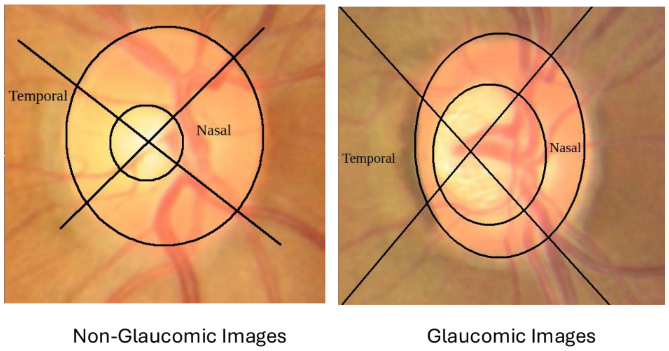 Temporal
Nasal
Temporal
Nasal
Non-Glaucomic Images
Glaucomic Images